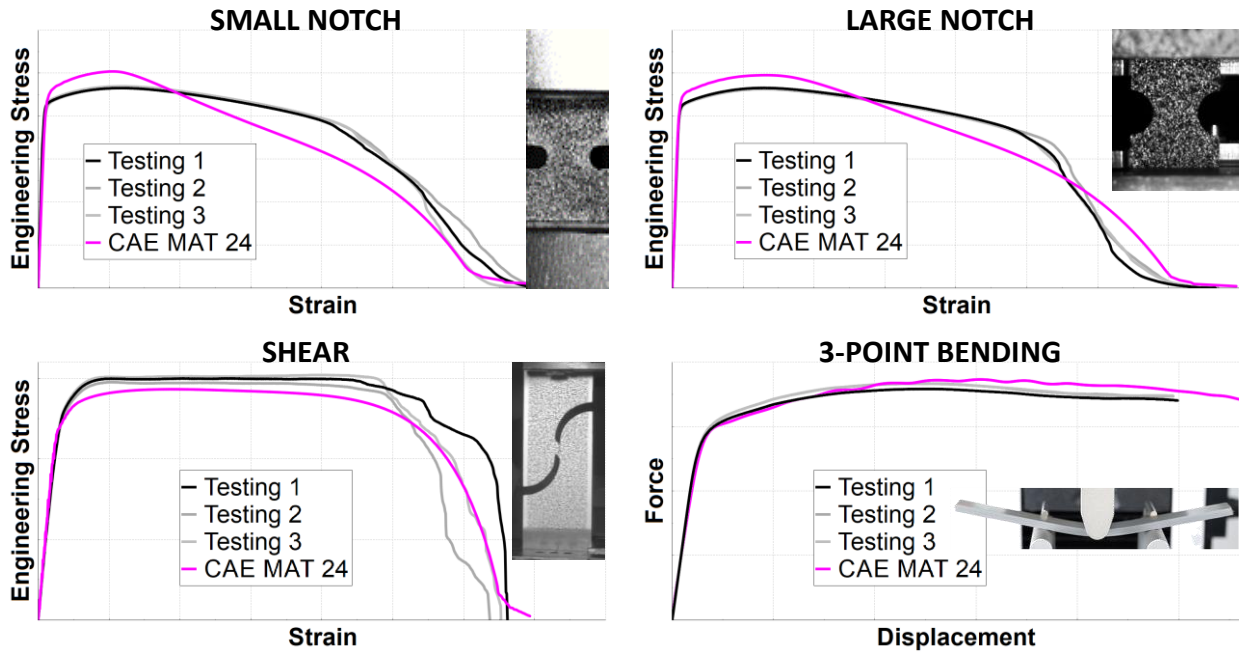 SMALL NOTCH
Engineering Stress
Testing 1
Testing 2
Testing 3
CAE MAT 24
Strain
LARGE NOTCH
Engineering Stress
Testing 1
Testing 2
Testing 3
CAE MAT 24
Strain
SHEAR
Engineering Stress
Testing 1
Testing 2
Testing 3
CAE MAT 24
Strain
3-POINT BENDING
Force
Testing 1
Testing 2
Testing 3
CAE MAT 24
Displacement